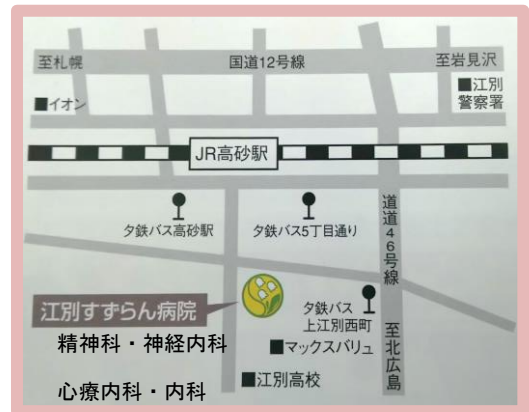 至札幌
国道12号線
至岩見沢
■イオン
■江別
警察署
JR高砂駅
夕鉄バス高砂駅
夕鉄バス5丁目通り
道道46号線
江別すずらん病院
夕鉄バス
上江別西町
至北広島
精神科・神経内科
■マックスバリュ
心療内科・内科
■江別高校